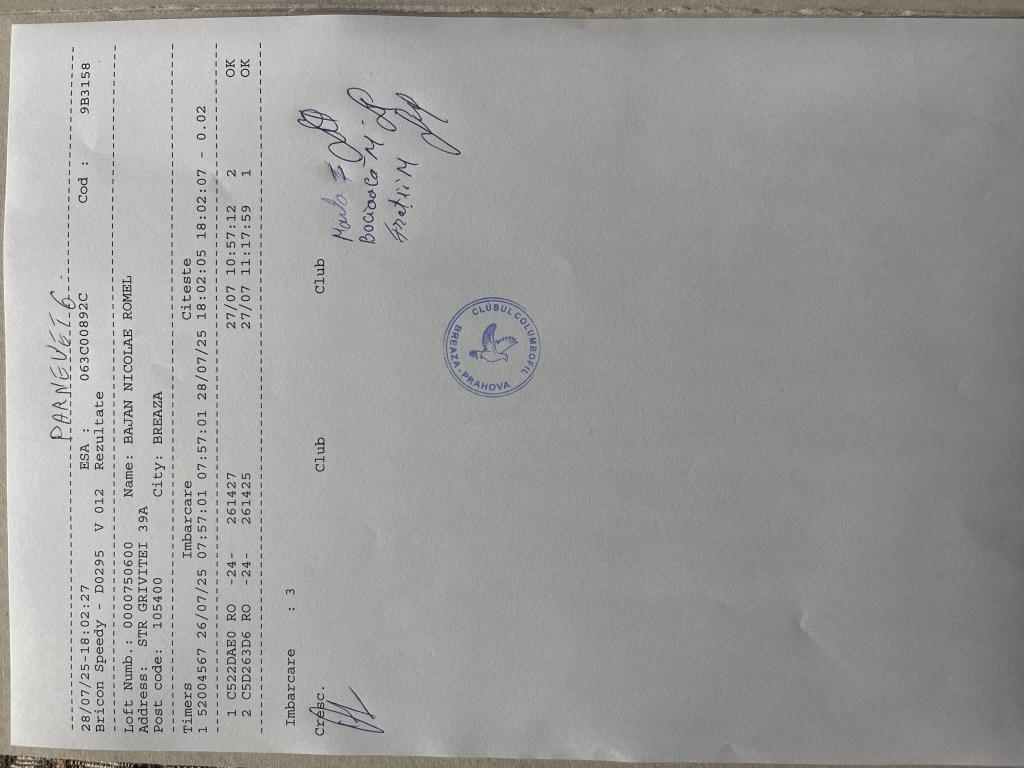 PANEVEZ6
28/07/25-18:02:27 ESA : 063C00892C Cod : 9B3158
Bricon Speedy - D0295 V 012 Rezultate
Loft Numb.: 0000750600 Name: BAJAN NICOLAE ROMEL
Address: STR GRIVITEI 39A
Post code: 105400 City: BREAZA
Timers Imbarcare Citeste
1 52004567 26/07/25 07:57:01 07:57:01 28/07/25 18:02:05 18:02:07 - 0.02
1 C522DAE0 RO -24- 261427 27/07 10:57:12 2 OK
2 C5D263D6 RO -24- 261425 27/07 11:17:59 1 OK
Imbarcare : 3
Cresc. Club Club
CLUBUL COLUMBOFIL
BREAZA - PRAHOVA